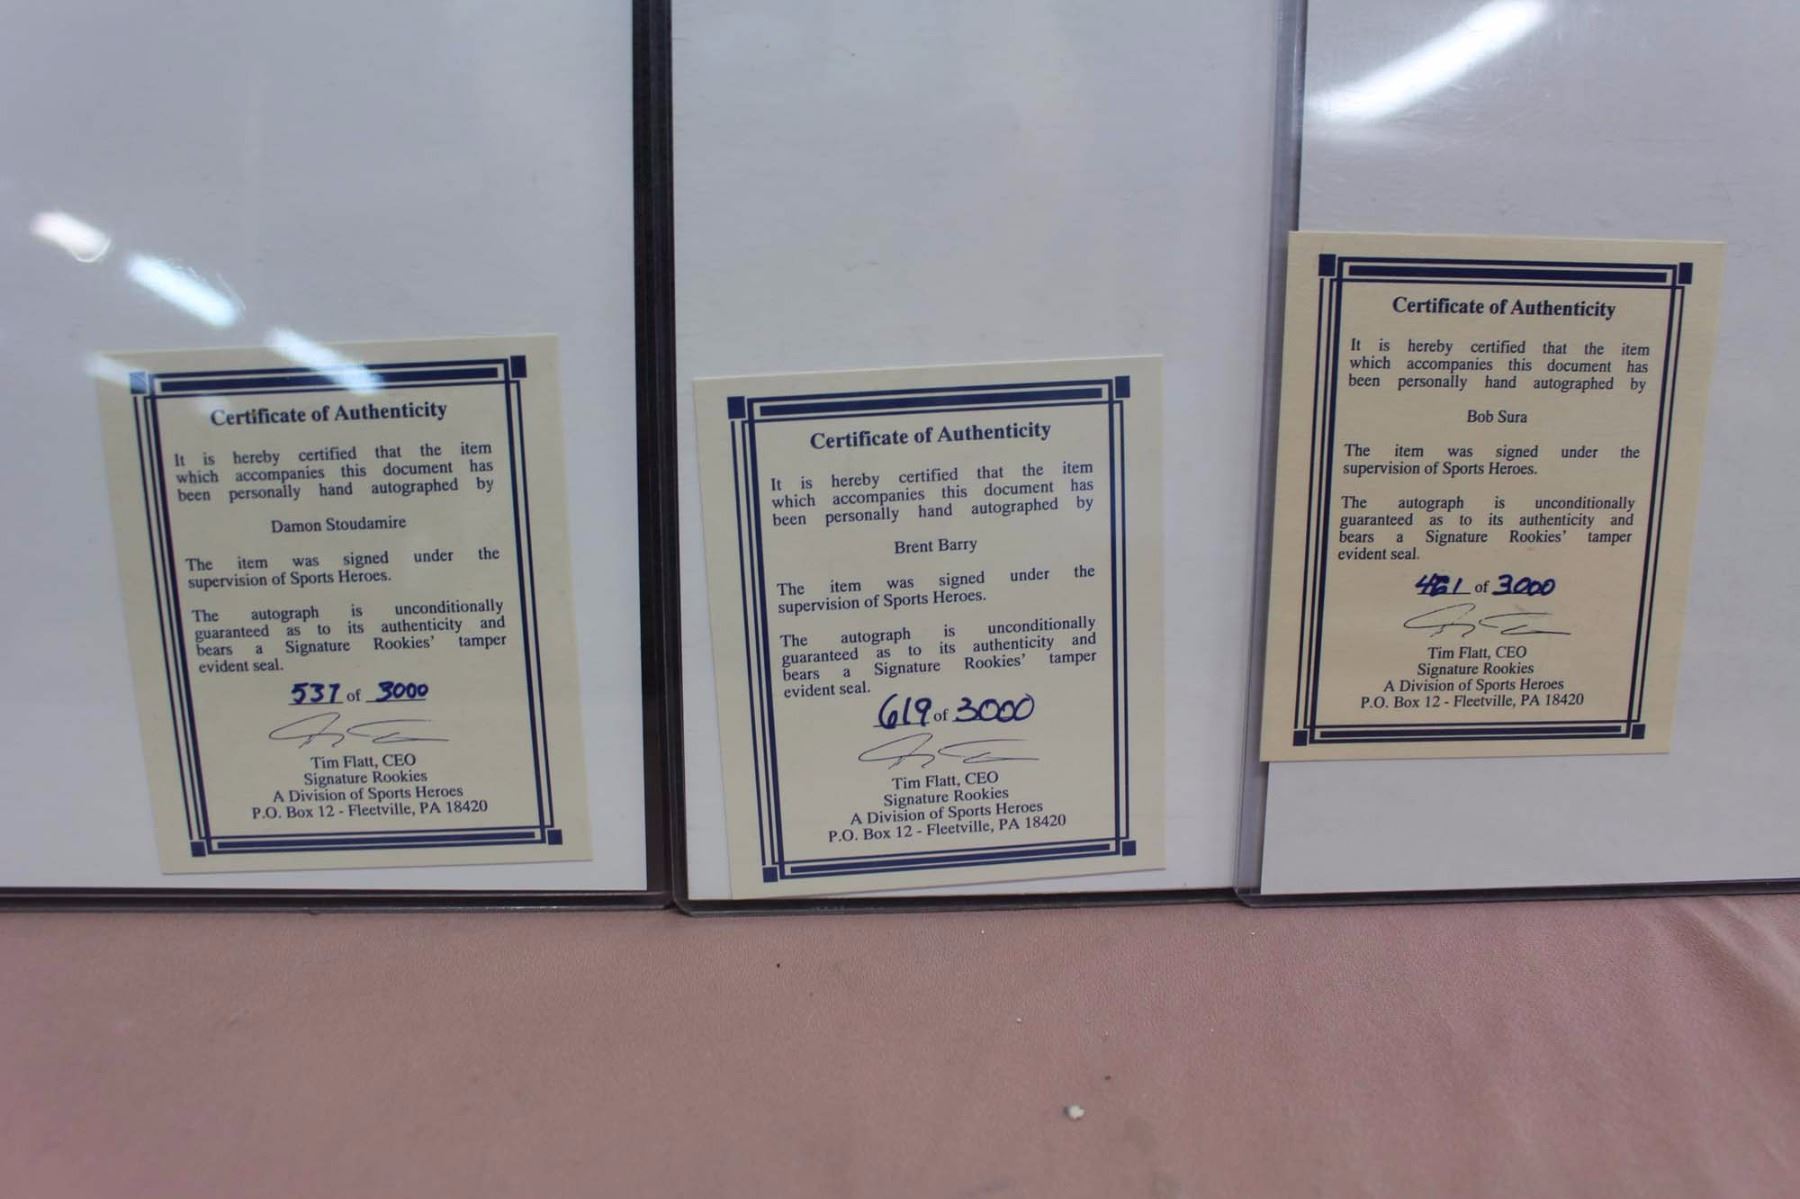 Certificate of Authenticity
It is hereby certified that the item
which accompanies this document has
been personally hand autographed by
Damon Stoudamire
The item was signed under the
supervision of Sports Heroes.
The autograph is unconditionally
guaranteed as to its authenticity and
bears a Signature Rookies' tamper
evident seal.
537 of 3000
Tim Flatt, CEO
Signature Rookies
A Division of Sports Heroes
P.O. Box 12 - Fleetville, PA 18420
Certificate of Authenticity
It is hereby certified that the item
which accompanies this document has
been personally hand autographed by
Brent Barry
The item was signed under the
supervision of Sports Heroes.
The autograph is unconditionally
guaranteed as to its authenticity and
bears a Signature Rookies' tamper
evident seal.
619 of 3000
Tim Flatt, CEO
Signature Rookies
A Division of Sports Heroes
P.O. Box 12 - Fleetville, PA 18420
Certificate of Authenticity
It is hereby certified that the item
which accompanies this document has
been personally hand autographed by
Bob Sura
The item was signed under the
supervision of Sports Heroes.
The autograph is unconditionally
guaranteed as to its authenticity and
bears a Signature Rookies' tamper
evident seal.
461 of 3000
Tim Flatt, CEO
Signature Rookies
A Division of Sports Heroes
P.O. Box 12 - Fleetville, PA 18420